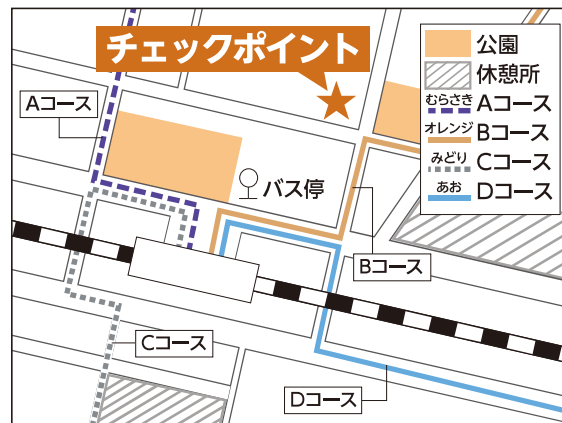 チェックポイント
Aコース
バス停
Bコース
Cコース
Dコース
公園
休憩所
むらさき Aコース
オレンジ Bコース
みどり Cコース
あお Dコース